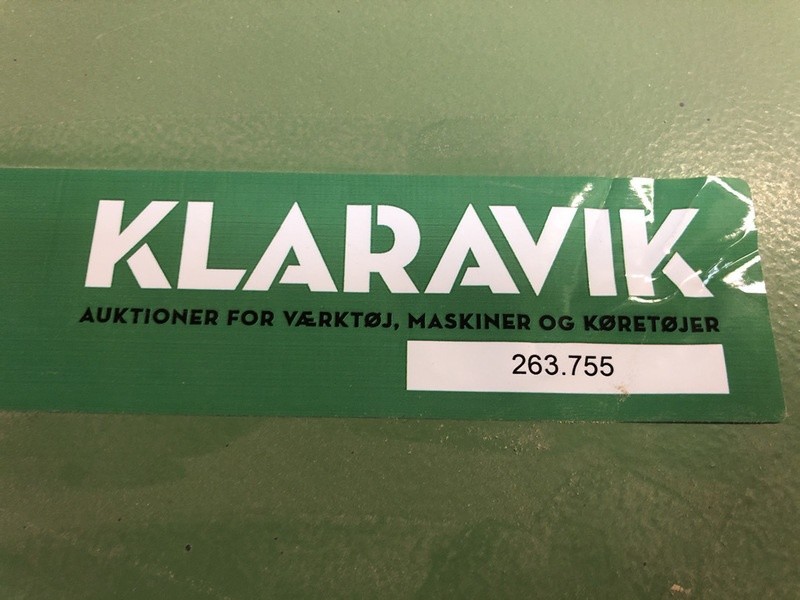 KLARAVIK
AUKTIONER FOR VÆRKTØJ, MASKINER OG KØRETØJER
263.755